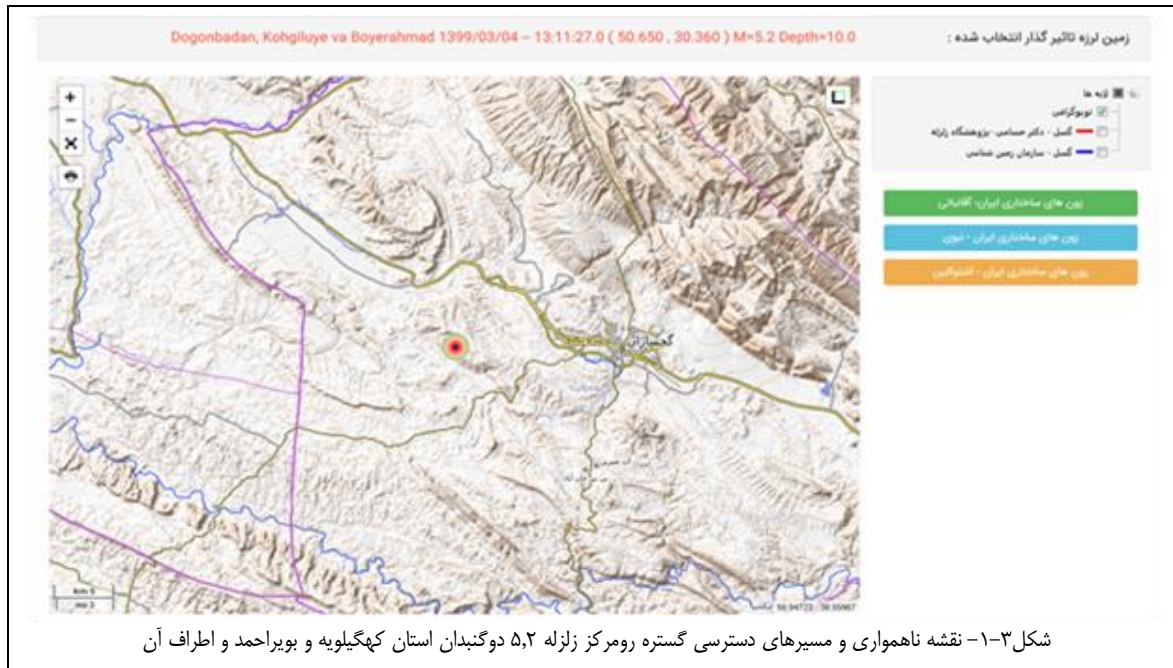 زمین لرزه تاثیر گذار انتخاب شده :
Dogonbadan, Kohgiluye va Boyerahmad 1399/03/04 – 13:11:27.0 ( 50.650 , 30.360 ) M=5.2 Depth=10.0
لایه ها
توپوگرافی
گسل - دکتر حسامی -پژوهشگاه زلزله
گسل - سازمان زمین شناسی
زون های ساختاری ایران- آقانباتی
زون های ساختاری ایران - نبوی
زون های ساختاری ایران - اشتوکلین
+
−
گچساران
شکل۳-۱- نقشه ناهمواری و مسیرهای دسترسی گستره رومرکز زلزله ۵٫۲ دوگنبدان استان کهگیلویه و بویراحمد و اطراف آن